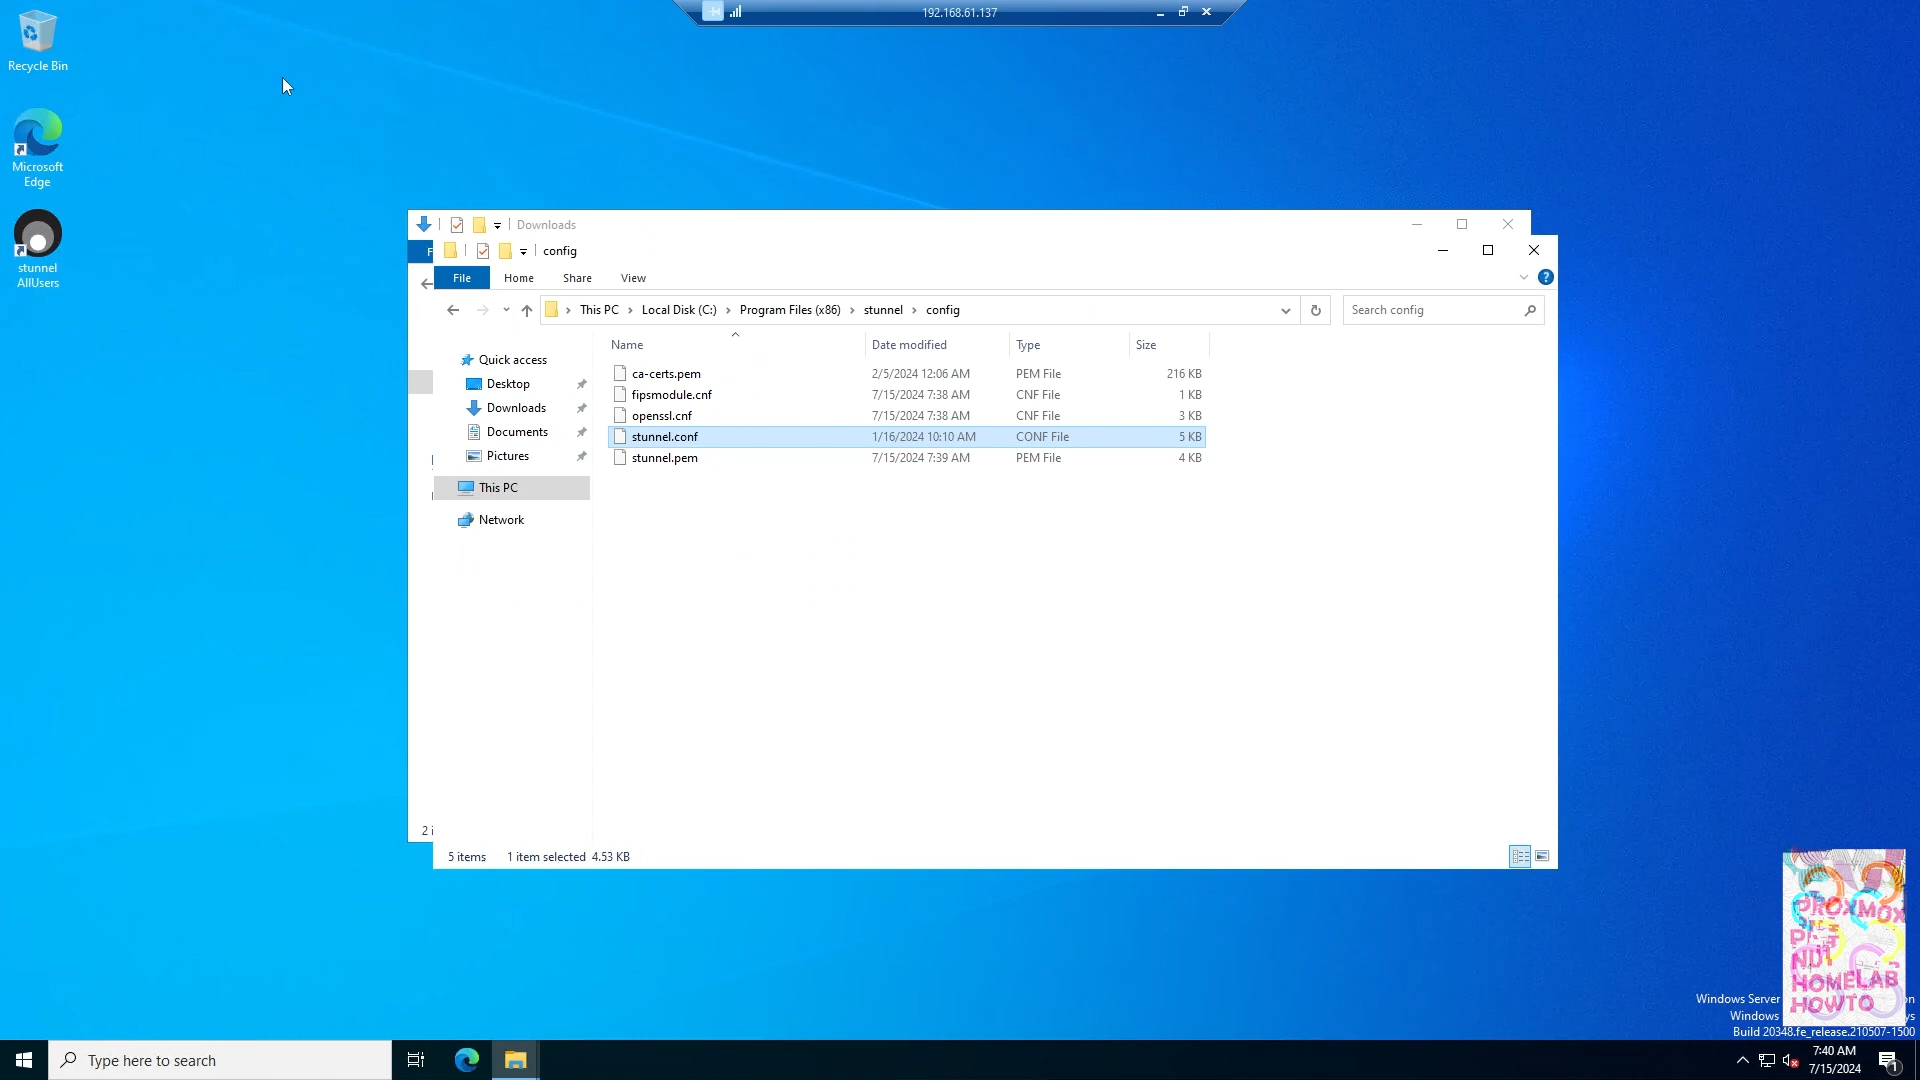 192.168.61.137
Recycle Bin
Microsoft
Edge
stunnel
AllUsers
Downloads
config
File
Home
Share
View
This PC
Local Disk (C:)
Program Files (x86)
stunnel
config
Search config
Name
Date modified
Type
Size
Quick access
Desktop
Downloads
Documents
Pictures
This PC
Network
ca-certs.pem 2/5/2024 12:06 AM PEM File 216 KB
fipsmodule.cnf 7/15/2024 7:38 AM CNF File 1 KB
openssl.cnf 7/15/2024 7:38 AM CNF File 3 KB
stunnel.conf 1/16/2024 10:10 AM CONF File 5 KB
stunnel.pem 7/15/2024 7:39 AM PEM File 4 KB
5 items 1 item selected 4.53 KB
PROXMOX
NUT
HOMELAB
HOWTO
Windows Server
Windows
Build 20348.fe_release.210507-1500
Type here to search
7:40 AM
7/15/2024
1